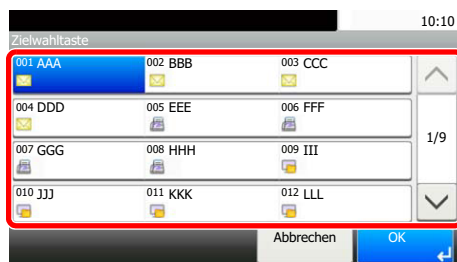 10:10
Zielwahltaste
001 AAA 002 BBB 003 CCC
004 DDD 005 EEE 006 FFF
1/9
007 GGG 008 HHH 009 III
010 JJJ 011 KKK 012 LLL
Abbrechen OK